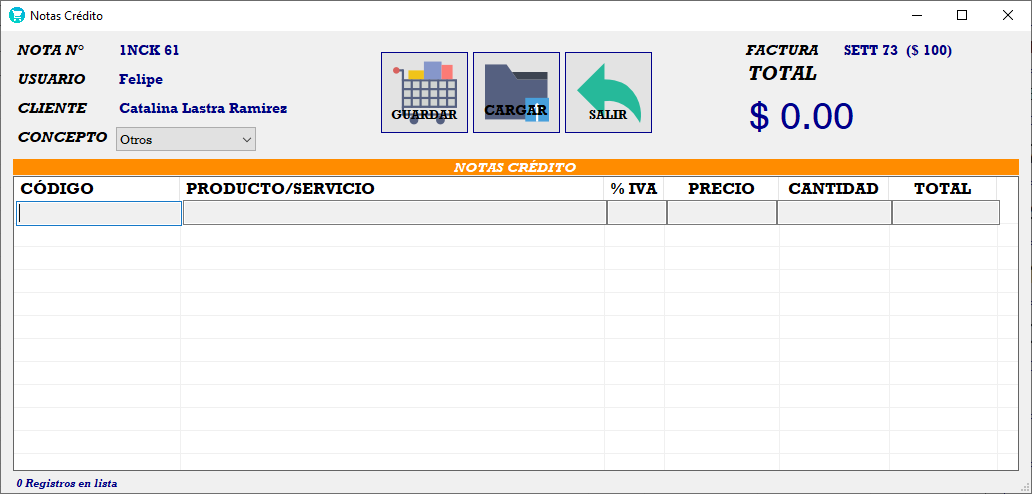 Notas Crédito
NOTA N° 1NCK 61
USUARIO Felipe
CLIENTE Catalina Lastra Ramirez
CONCEPTO Otros
GUARDAR CARGAR SALIR
FACTURA SETT 73 ($ 100)
TOTAL
$ 0.00
NOTAS CRÉDITO
CÓDIGO PRODUCTO/SERVICIO % IVA PRECIO CANTIDAD TOTAL
0 Registros en lista